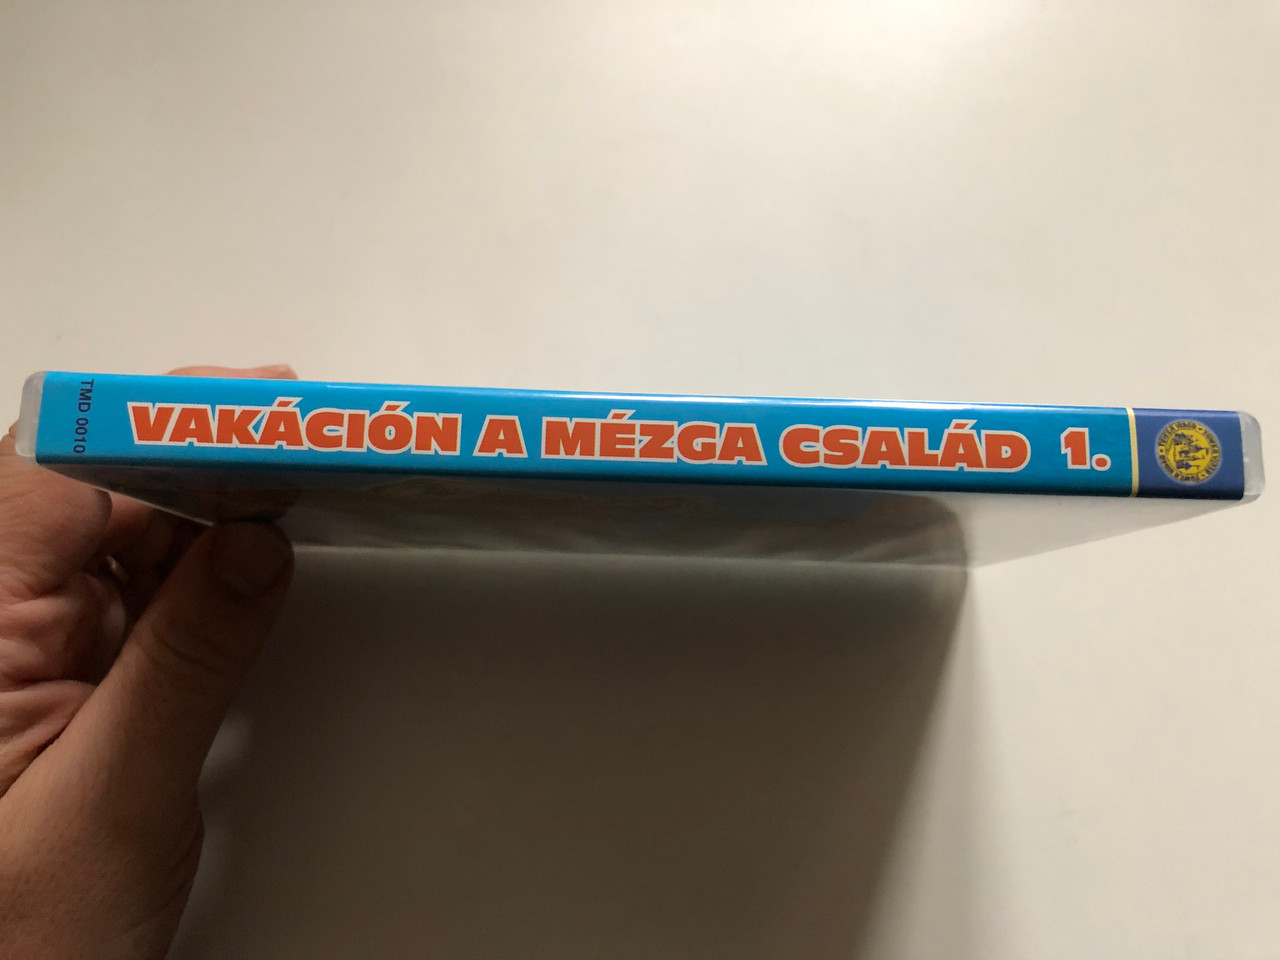 TMD 0010
VAKÁCIÓN A MÉZGA CSALÁD 1.